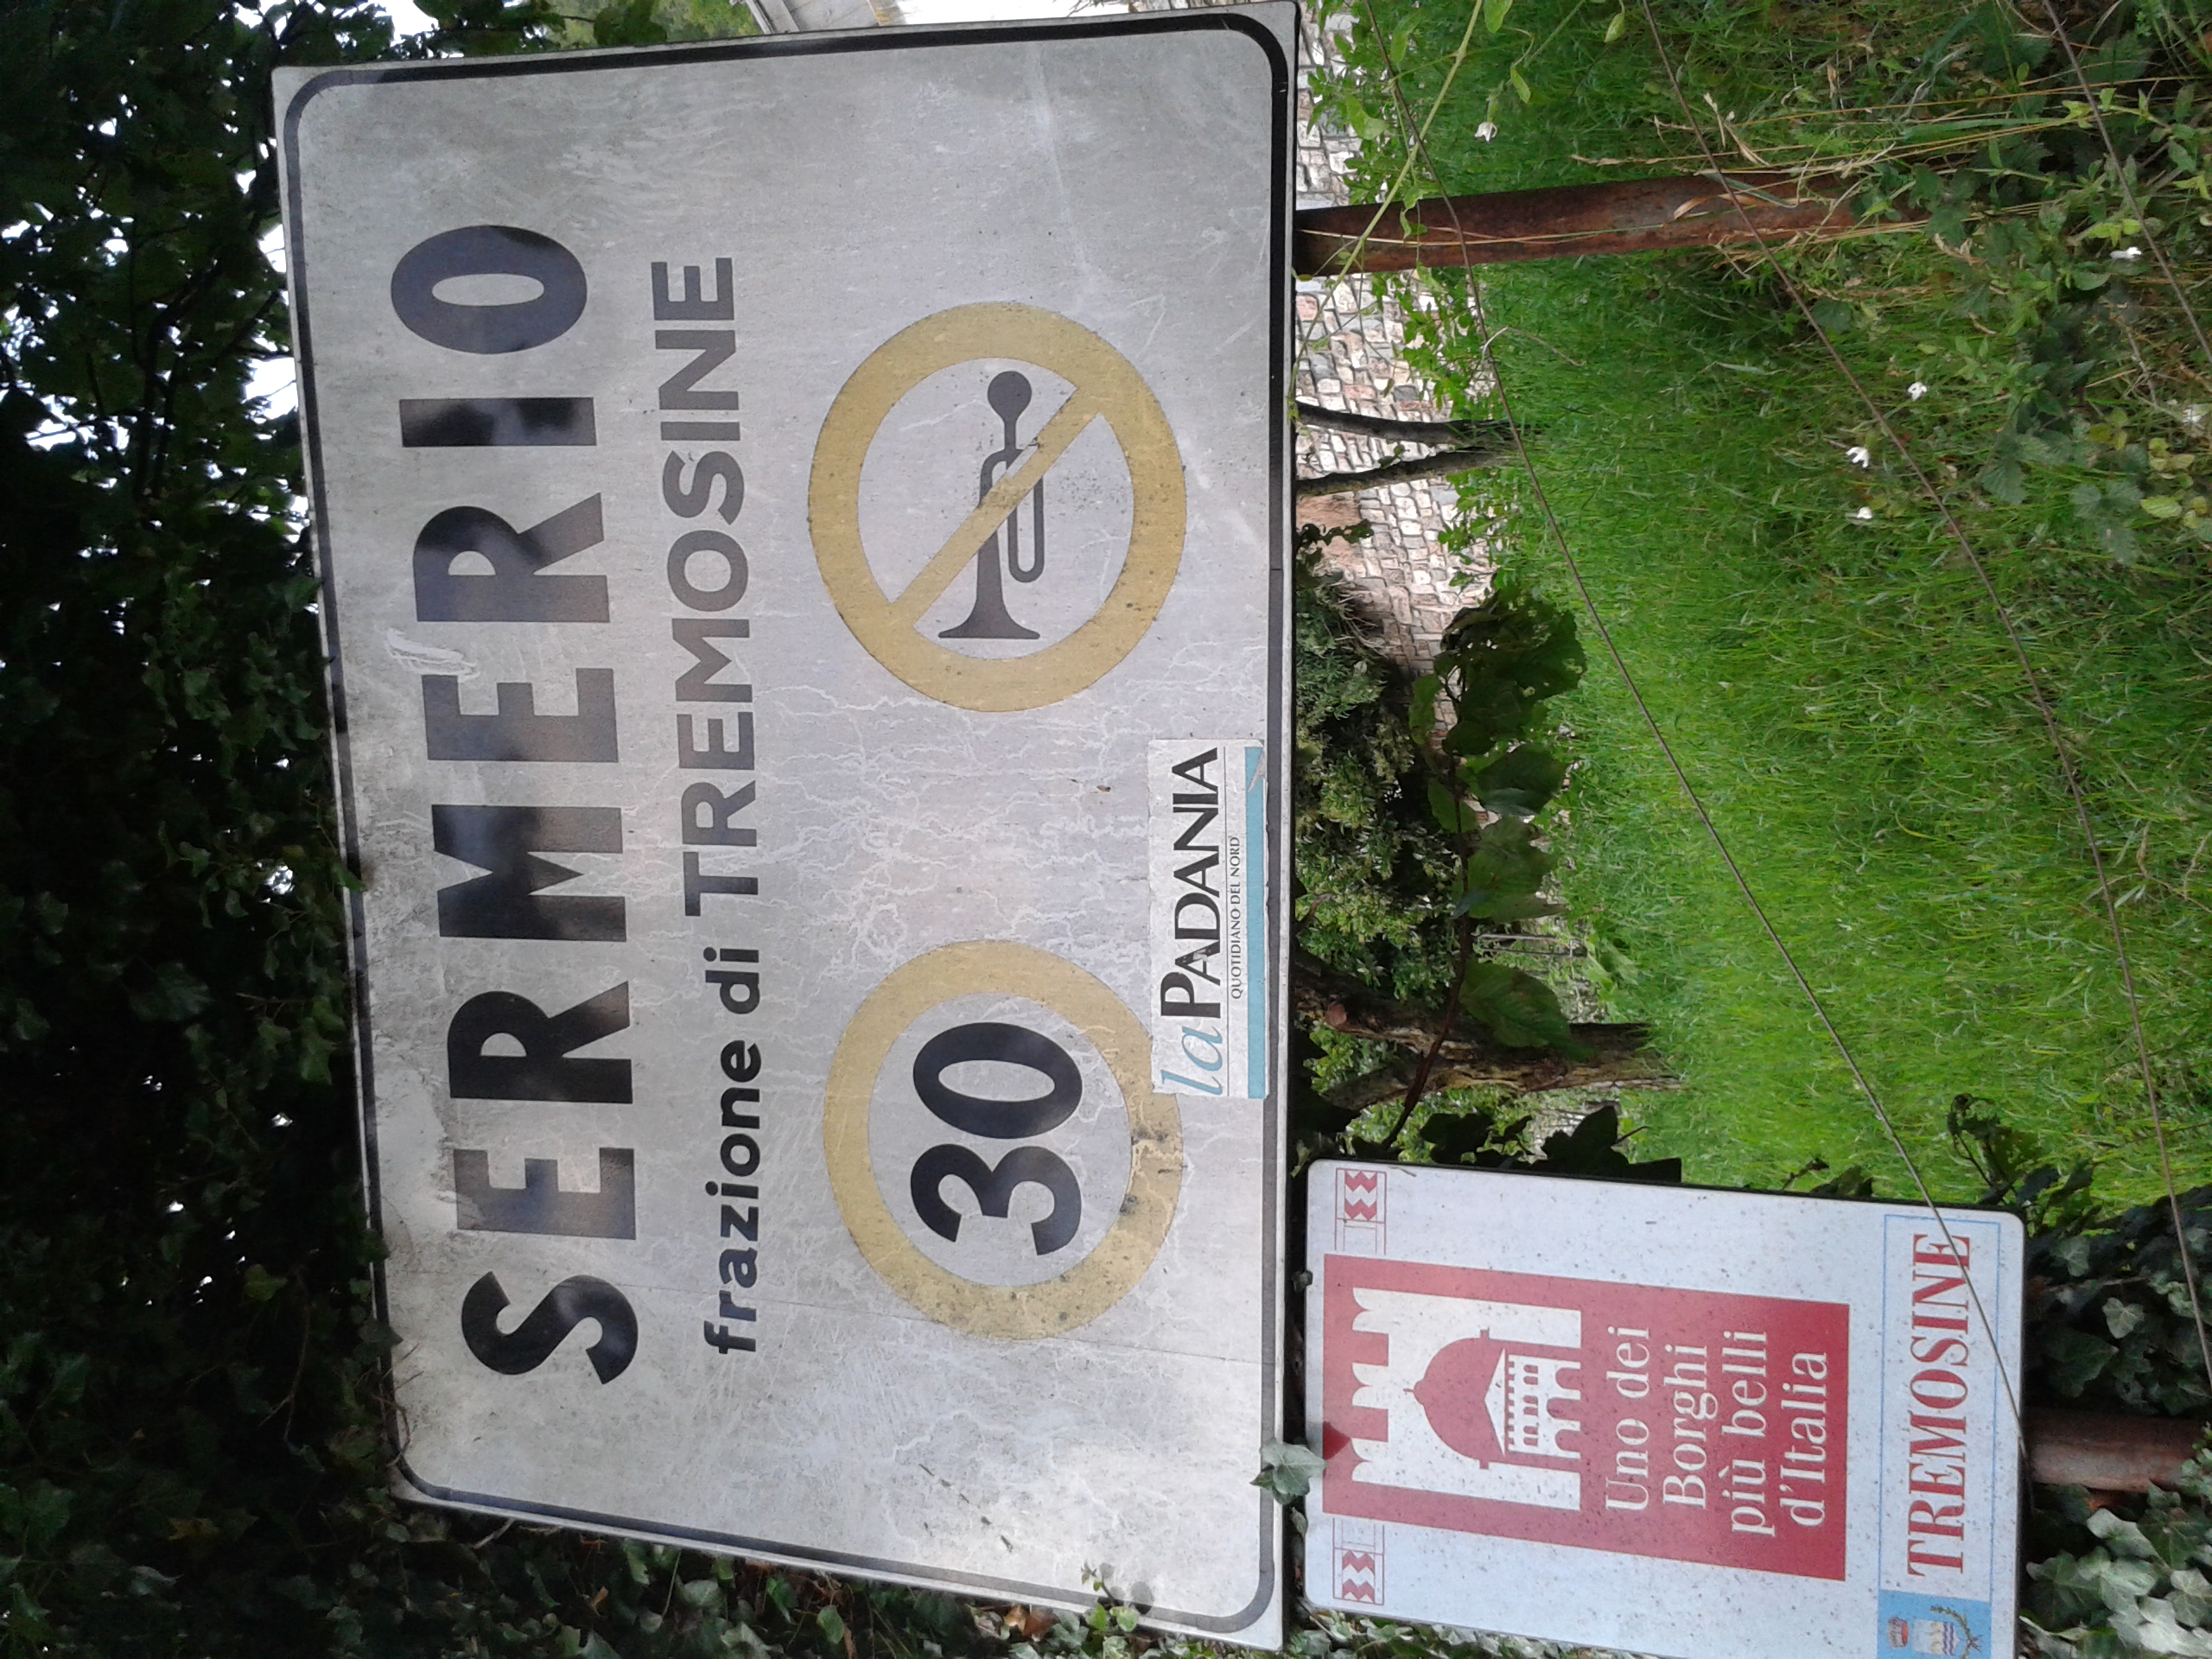 SERMERIO
frazione di TREMOSINE
30
la PADANIA
QUOTIDIANO DEL NORD
Uno dei
Borghi
più belli
d'Italia
TREMOSINE